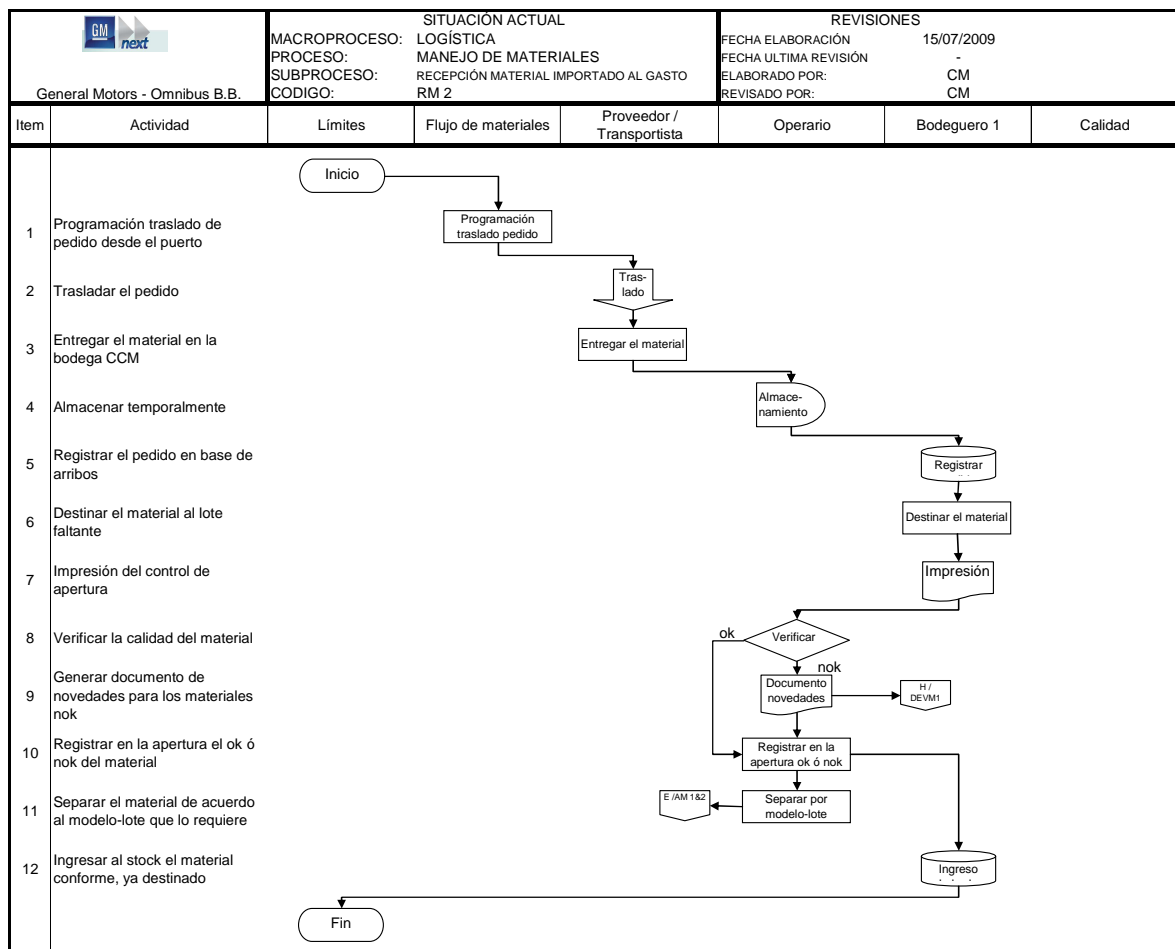 GM
next
General Motors - Omnibus B.B.
SITUACIÓN ACTUAL
MACROPROCESO: LOGÍSTICA
PROCESO: MANEJO DE MATERIALES
SUBPROCESO: RECEPCIÓN MATERIAL IMPORTADO AL GASTO
CODIGO: RM 2
REVISIONES
FECHA ELABORACIÓN 15/07/2009
FECHA ULTIMA REVISIÓN -
ELABORADO POR: CM
REVISADO POR: CM
Item Actividad Límites Flujo de materiales Proveedor / Transportista Operario Bodeguero 1 Calidad
Inicio
1 Programación traslado de
pedido desde el puerto
Programación
traslado pedido
2 Trasladar el pedido
Tras-
lado
3 Entregar el material en la
bodega CCM
Entregar el material
4 Almacenar temporalmente
Almace-
namiento
5 Registrar el pedido en base de
arribos
Registrar
6 Destinar el material al lote
faltante
Destinar el material
7 Impresión del control de
apertura
Impresión
8 Verificar la calidad del material
ok
Verificar
nok
9 Generar documento de
novedades para los materiales
nok
Documento
novedades
H /
DEVM1
10 Registrar en la apertura el ok ó
nok del material
Registrar en la
apertura ok ó nok
11 Separar el material de acuerdo
al modelo-lote que lo requiere
E /AM 1&2
Separar por
modelo-lote
12 Ingresar al stock el material
conforme, ya destinado
Ingreso
Fin